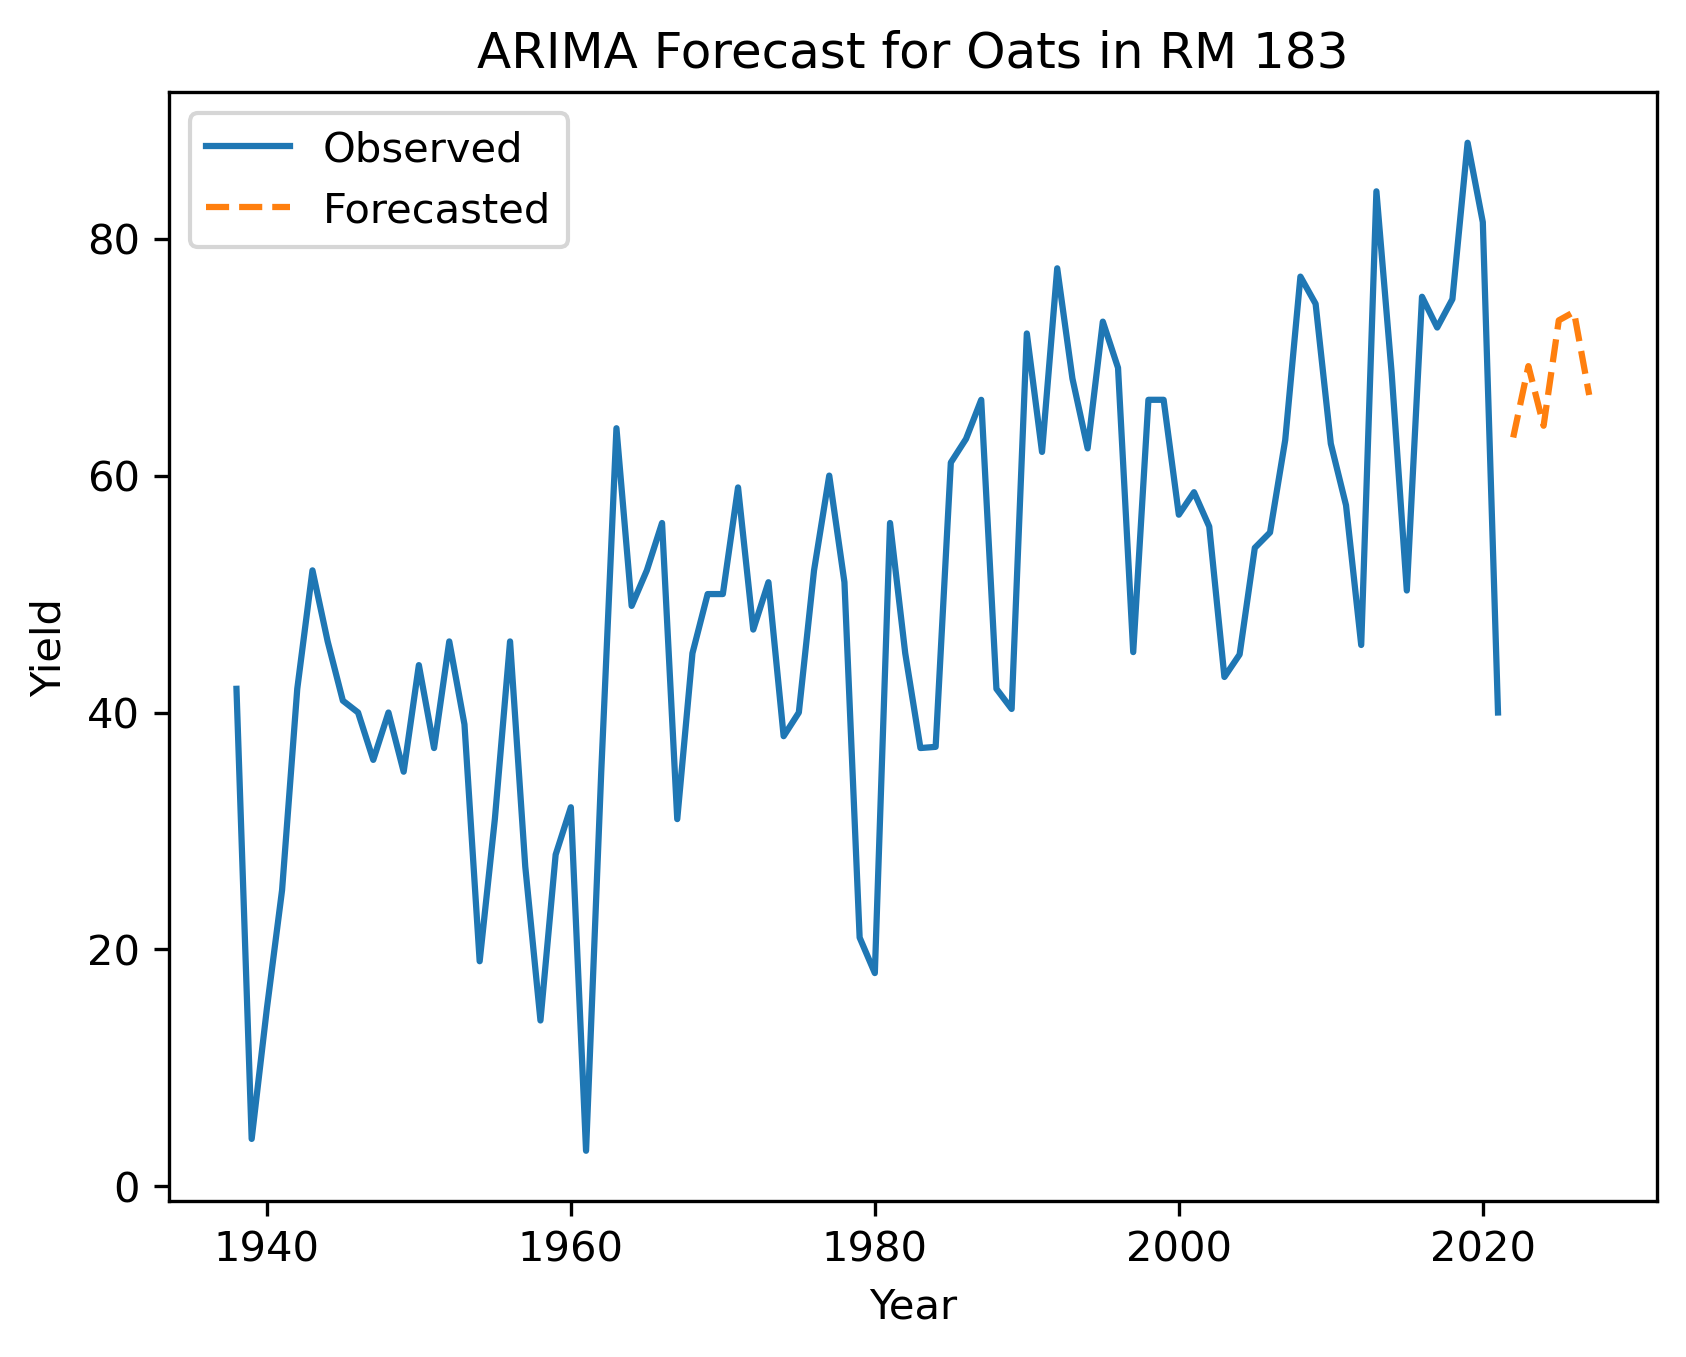 ARIMA Forecast for Oats in RM 183
Observed
Forecasted
80
60
40
20
0
Yield
1940 1960 1980 2000 2020
Year